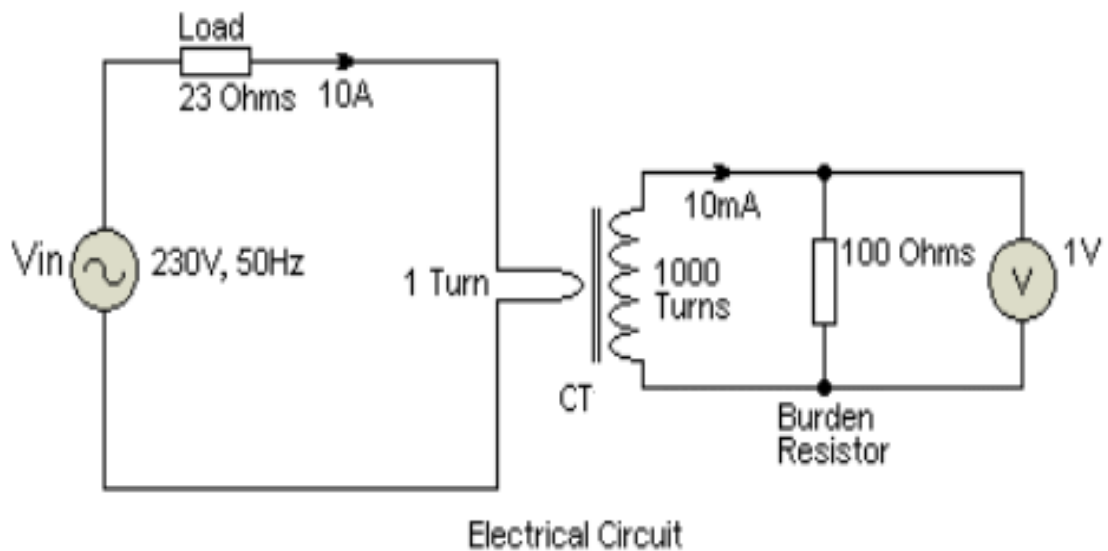 Load
23 Ohms
10A
Vin
230V, 50Hz
1 Turn
CT
10mA
1000
Turns
100 Ohms
V
1V
Burden
Resistor
Electrical Circuit